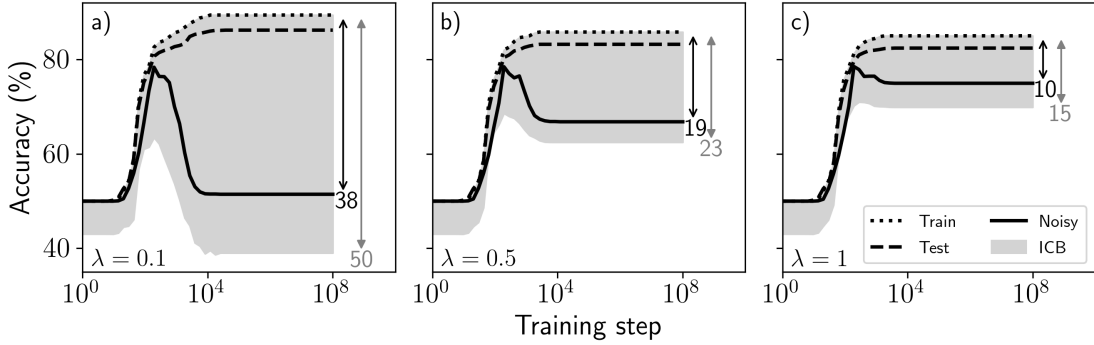 a)
b)
c)
Accuracy (%)
80
60
40
38
50
19
23
10
15
λ = 0.1
λ = 0.5
λ = 1
Train
Test
Noisy
ICB
10^0 10^4 10^8
10^0 10^4 10^8
10^0 10^4 10^8
Training step